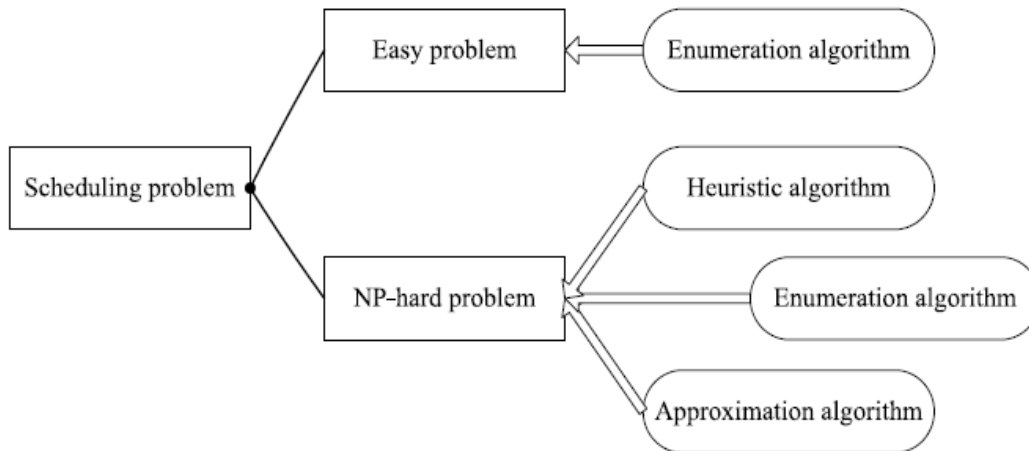 Easy problem
Enumeration algorithm
Scheduling problem
Heuristic algorithm
NP-hard problem
Enumeration algorithm
Approximation algorithm